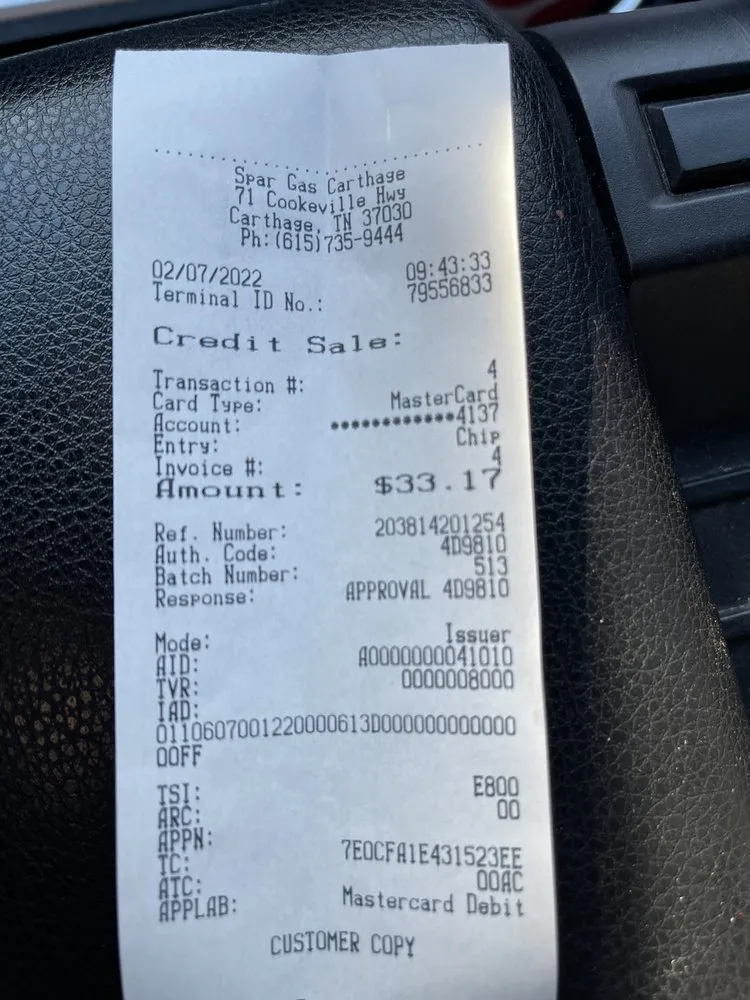 Spar Gas Carthage
71 Cookeville Hwy
Carthage, TN 37030
Ph:(615)735-9444
02/07/2022 09:43:33
Terminal ID No.: 79556833
Credit Sale:
Transaction #: 4
Card Type: MasterCard
Account: ************4137
Entry: Chip
Invoice #: 4
Amount: $33.17
Ref. Number: 203814201254
Auth. Code: 4D9810
Batch Number: 513
Response: APPROVAL 4D9810
Mode: Issuer
AID: A0000000041010
TVR: 0000008000
IAD:
0110607001220000613D000000000000
00FF
TSI: E800
ARC: 00
APPN:
TC: 7E0CFA1E431523EE
ATC: 00AC
APPLAB: Mastercard Debit
CUSTOMER COPY